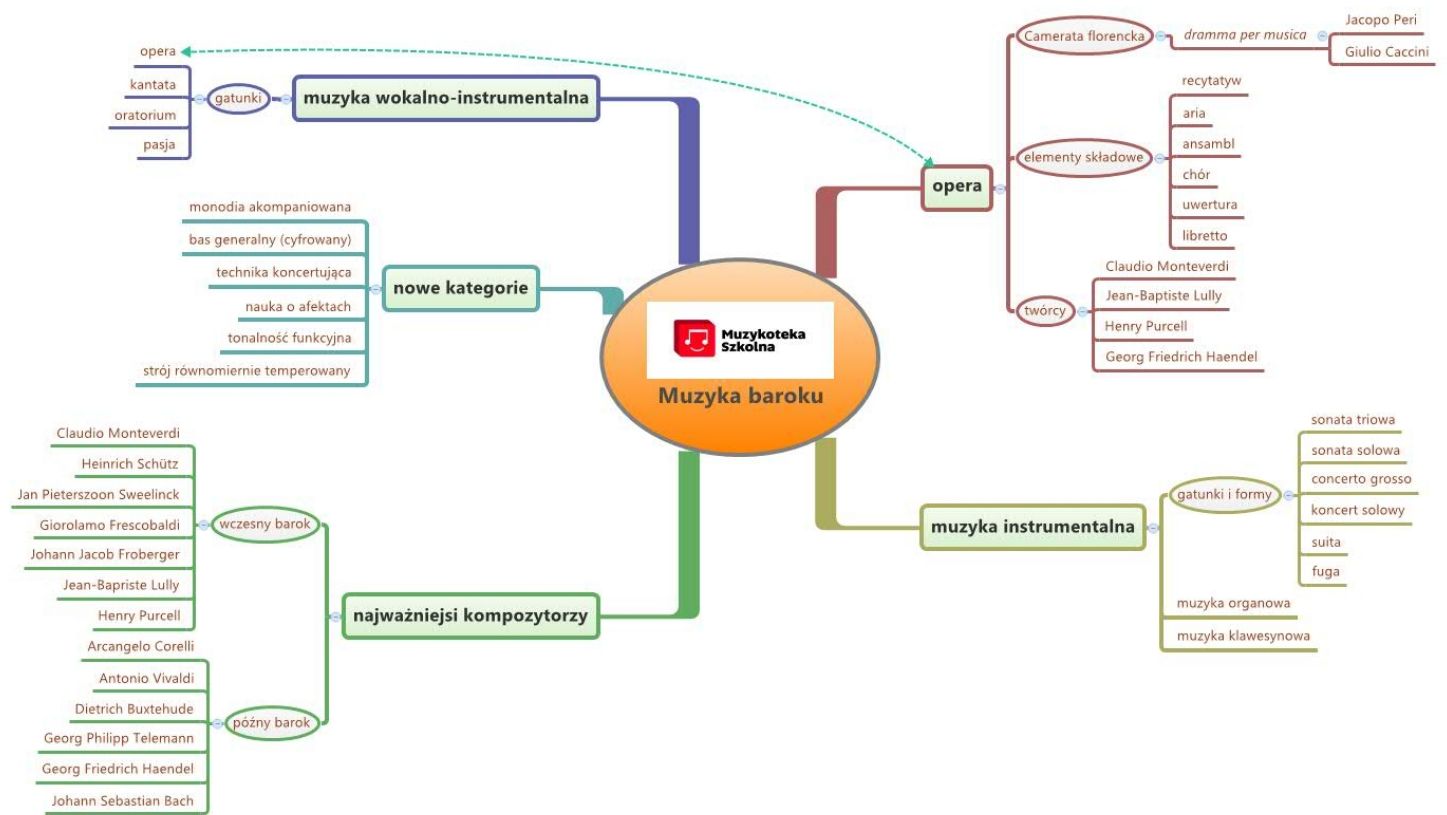 Muzykoteka
Szkolna
Muzyka baroku
muzyka wokalno-instrumentalna
gatunki
opera
kantata
oratorium
pasja
nowe kategorie
monodia akompaniowana
bas generalny (cyfrowany)
technika koncertująca
nauka o afektach
tonalność funkcyjna
strój równomiernie temperowany
najważniejsi kompozytorzy
wczesny barok
Claudio Monteverdi
Heinrich Schütz
Jan Pieterszoon Sweelinck
Giorolamo Frescobaldi
Johann Jacob Froberger
Jean-Bapriste Lully
Henry Purcell
późny barok
Arcangelo Corelli
Antonio Vivaldi
Dietrich Buxtehude
Georg Philipp Telemann
Georg Friedrich Haendel
Johann Sebastian Bach
opera
Camerata florencka
dramma per musica
Jacopo Peri
Giulio Caccini
elementy składowe
recytatyw
aria
ansambl
chór
uwertura
libretto
twórcy
Claudio Monteverdi
Jean-Baptiste Lully
Henry Purcell
Georg Friedrich Haendel
muzyka instrumentalna
gatunki i formy
sonata triowa
sonata solowa
concerto grosso
koncert solowy
suita
fuga
muzyka organowa
muzyka klawesynowa